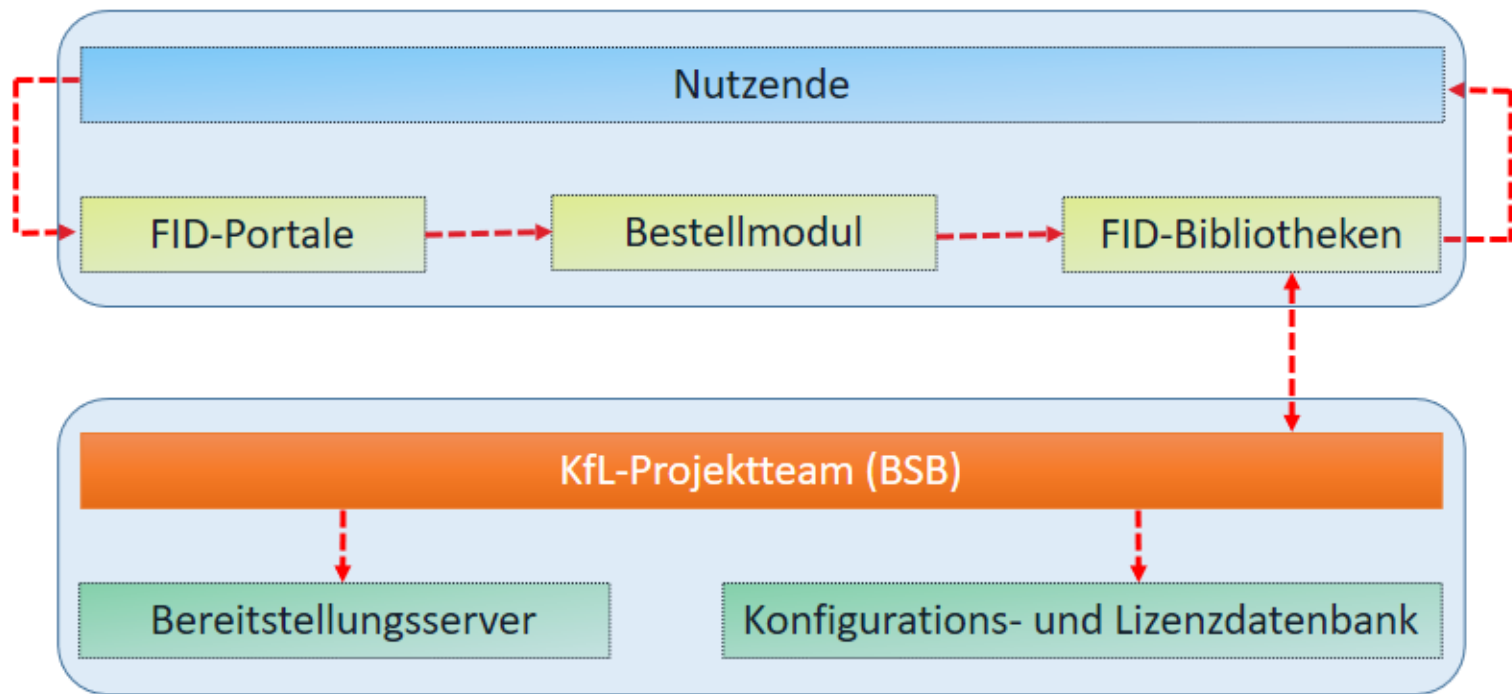 Nutzende
FID-Portale
Bestellmodul
FID-Bibliotheken
KfL-Projektteam (BSB)
Bereitstellungsserver
Konfigurations- und Lizenzdatenbank